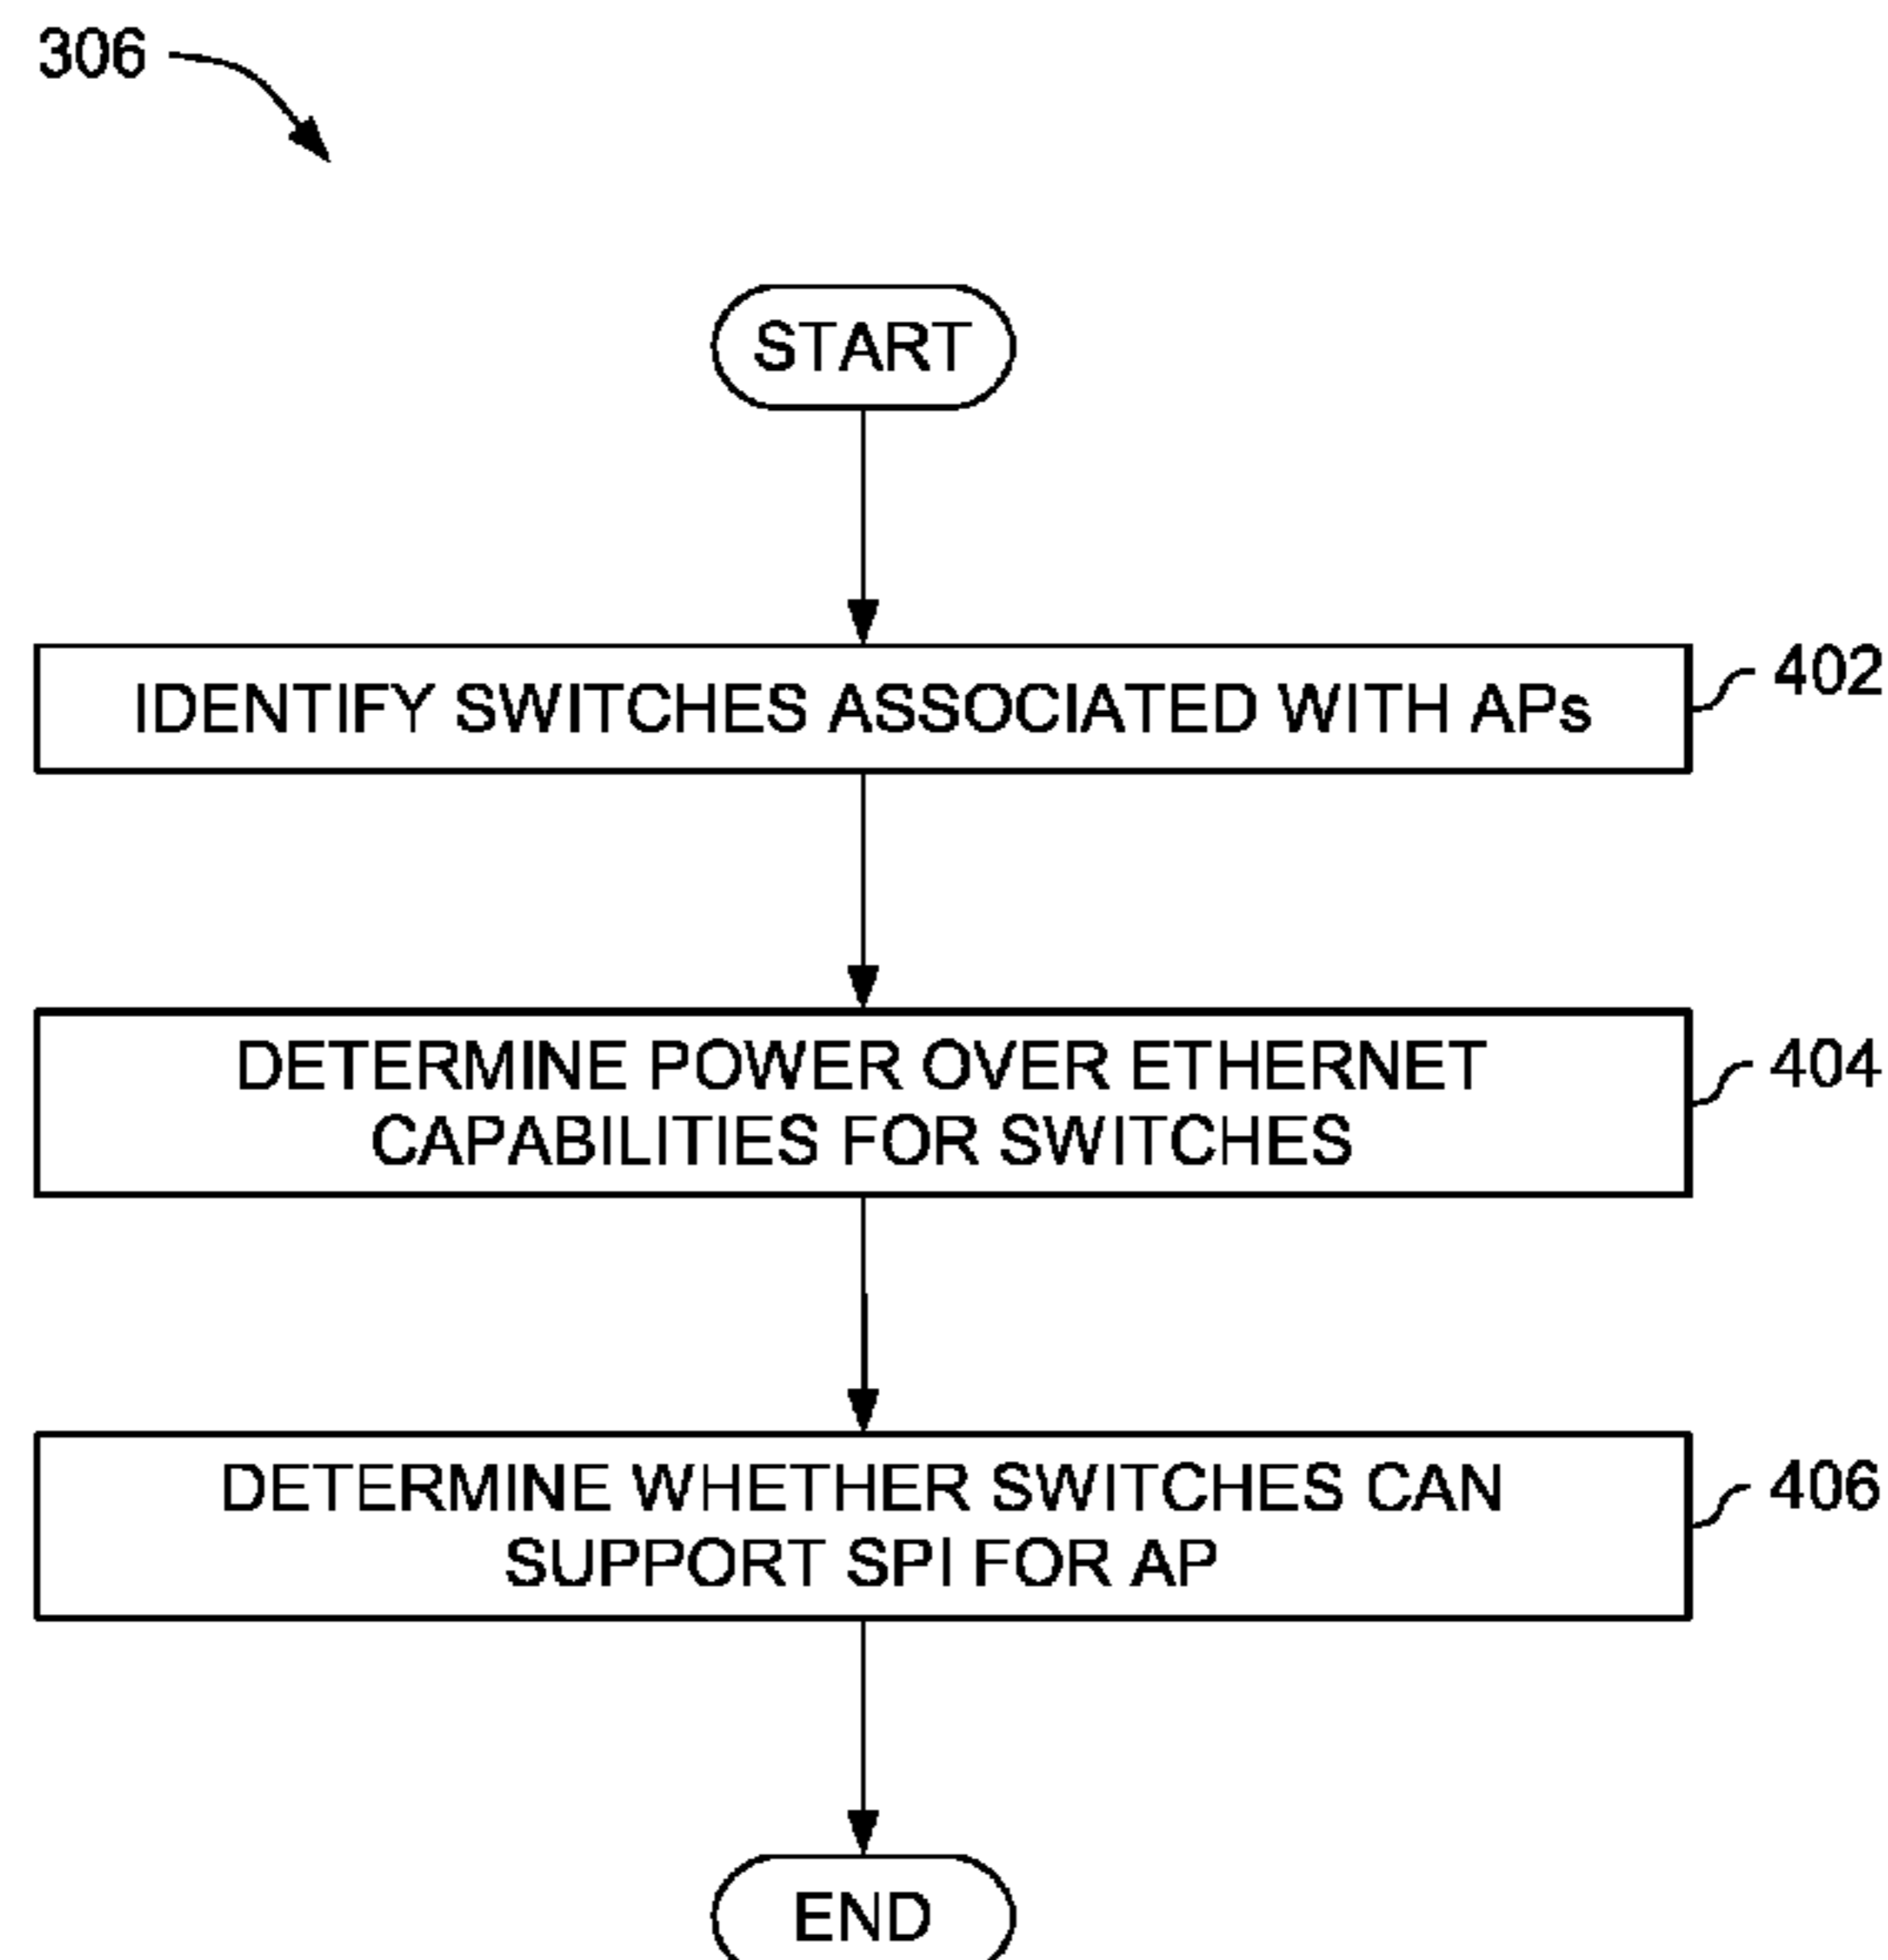 306
START
IDENTIFY SWITCHES ASSOCIATED WITH APs
402
DETERMINE POWER OVER ETHERNET
CAPABILITIES FOR SWITCHES
404
DETERMINE WHETHER SWITCHES CAN
SUPPORT SPI FOR AP
406
END